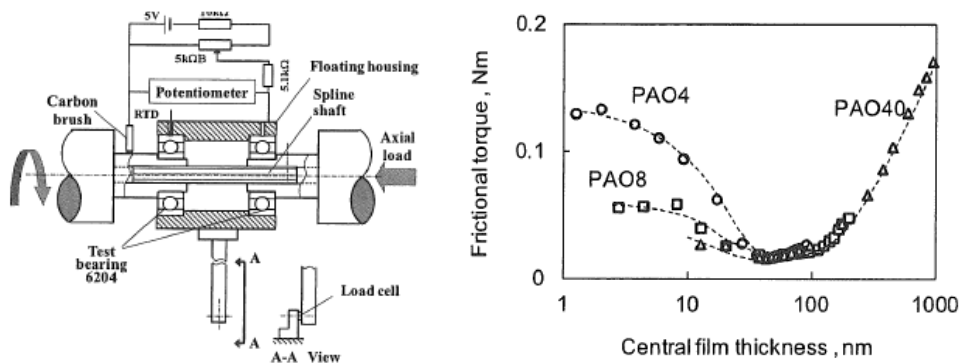 5V
10kΩ
5kΩB
5.1kΩ
Potentiometer
Floating housing
Spline
shaft
Carbon
brush
RTD
Axial
load
Test
bearing
6204
A
A
Load cell
A-A View
Frictional torque , Nm
0.2
0.1
0
PAO4
PAO8
PAO40
1
10
100
1000
Central film thickness , nm